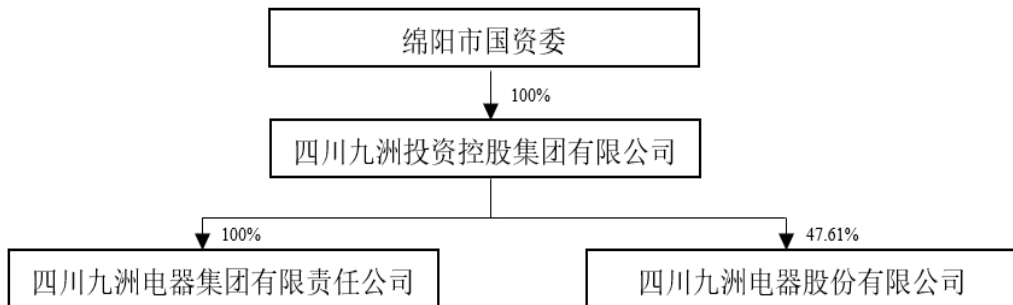 绵阳市国资委
100%
四川九洲投资控股集团有限公司
100%
47.61%
四川九洲电器集团有限责任公司
四川九洲电器股份有限公司